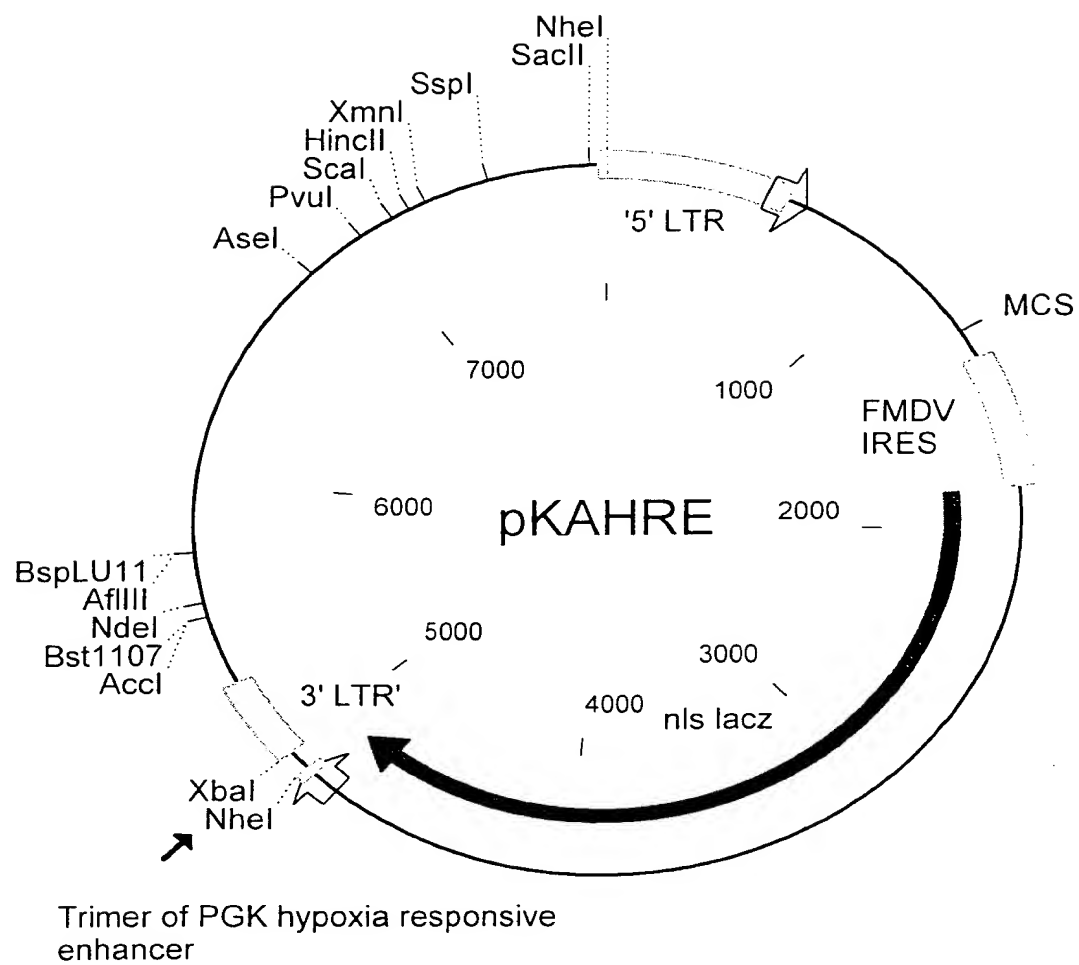 NheI
SacII
SspI
XmnI
HincII
ScaI
PvuI
AseI
'5' LTR
MCS
7000
1000
FMDV
IRES
6000
pKAHRE
2000
BspLU11
AflIII
NdeI
Bst1107
AccI
5000
3000
3' LTR'
4000
nls lacz
XbaI
NheI
Trimer of PGK hypoxia responsive
enhancer